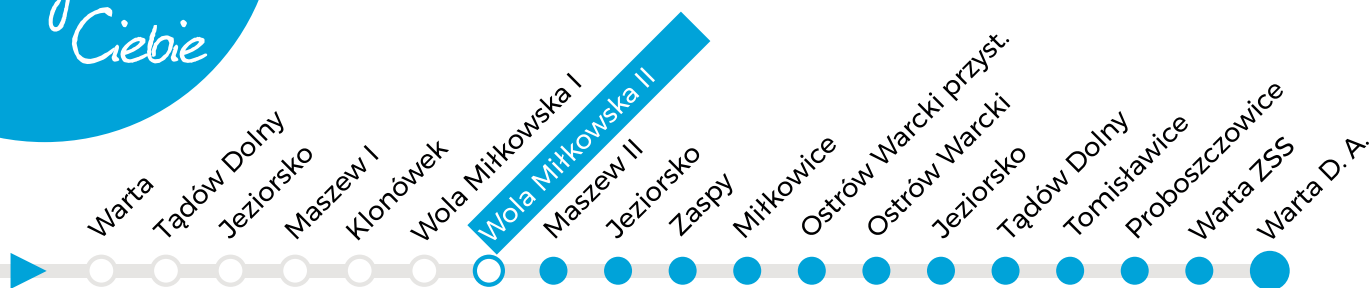 Ciebie
Warta
Tądów Dolny
Jeziorsko
Maszew I
Klonówek
Wola Miłkowska I
Wola Miłkowska II
Maszew II
Jeziorsko
Zaspy
Miłkowice
Ostrów Warcki przyst.
Ostrów Warcki
Jeziorsko
Tądów Dolny
Tomisławice
Proboszczowice
Warta ZSS
Warta D. A.